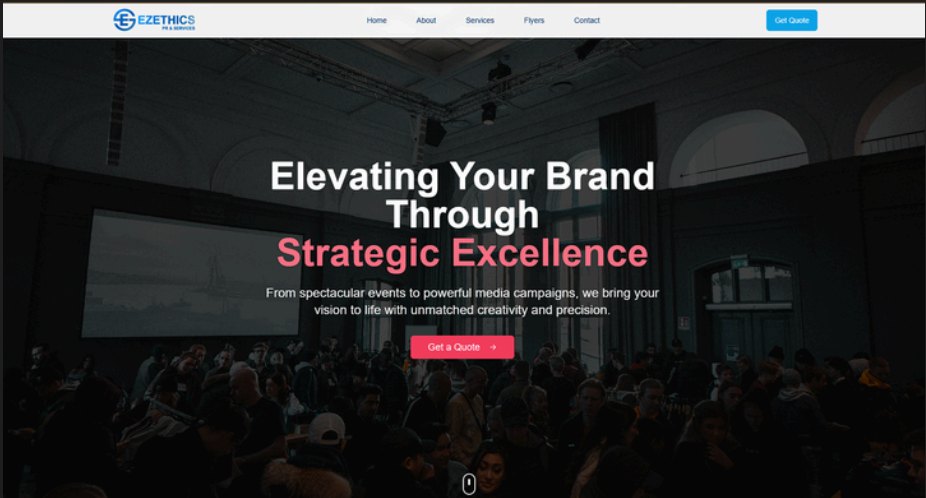 EZETHICS
PR & SERVICES
Home
About
Services
Flyers
Contact
Get Quote
Elevating Your Brand
Through
Strategic Excellence
From spectacular events to powerful media campaigns, we bring your
vision to life with unmatched creativity and precision.
Get a Quote →